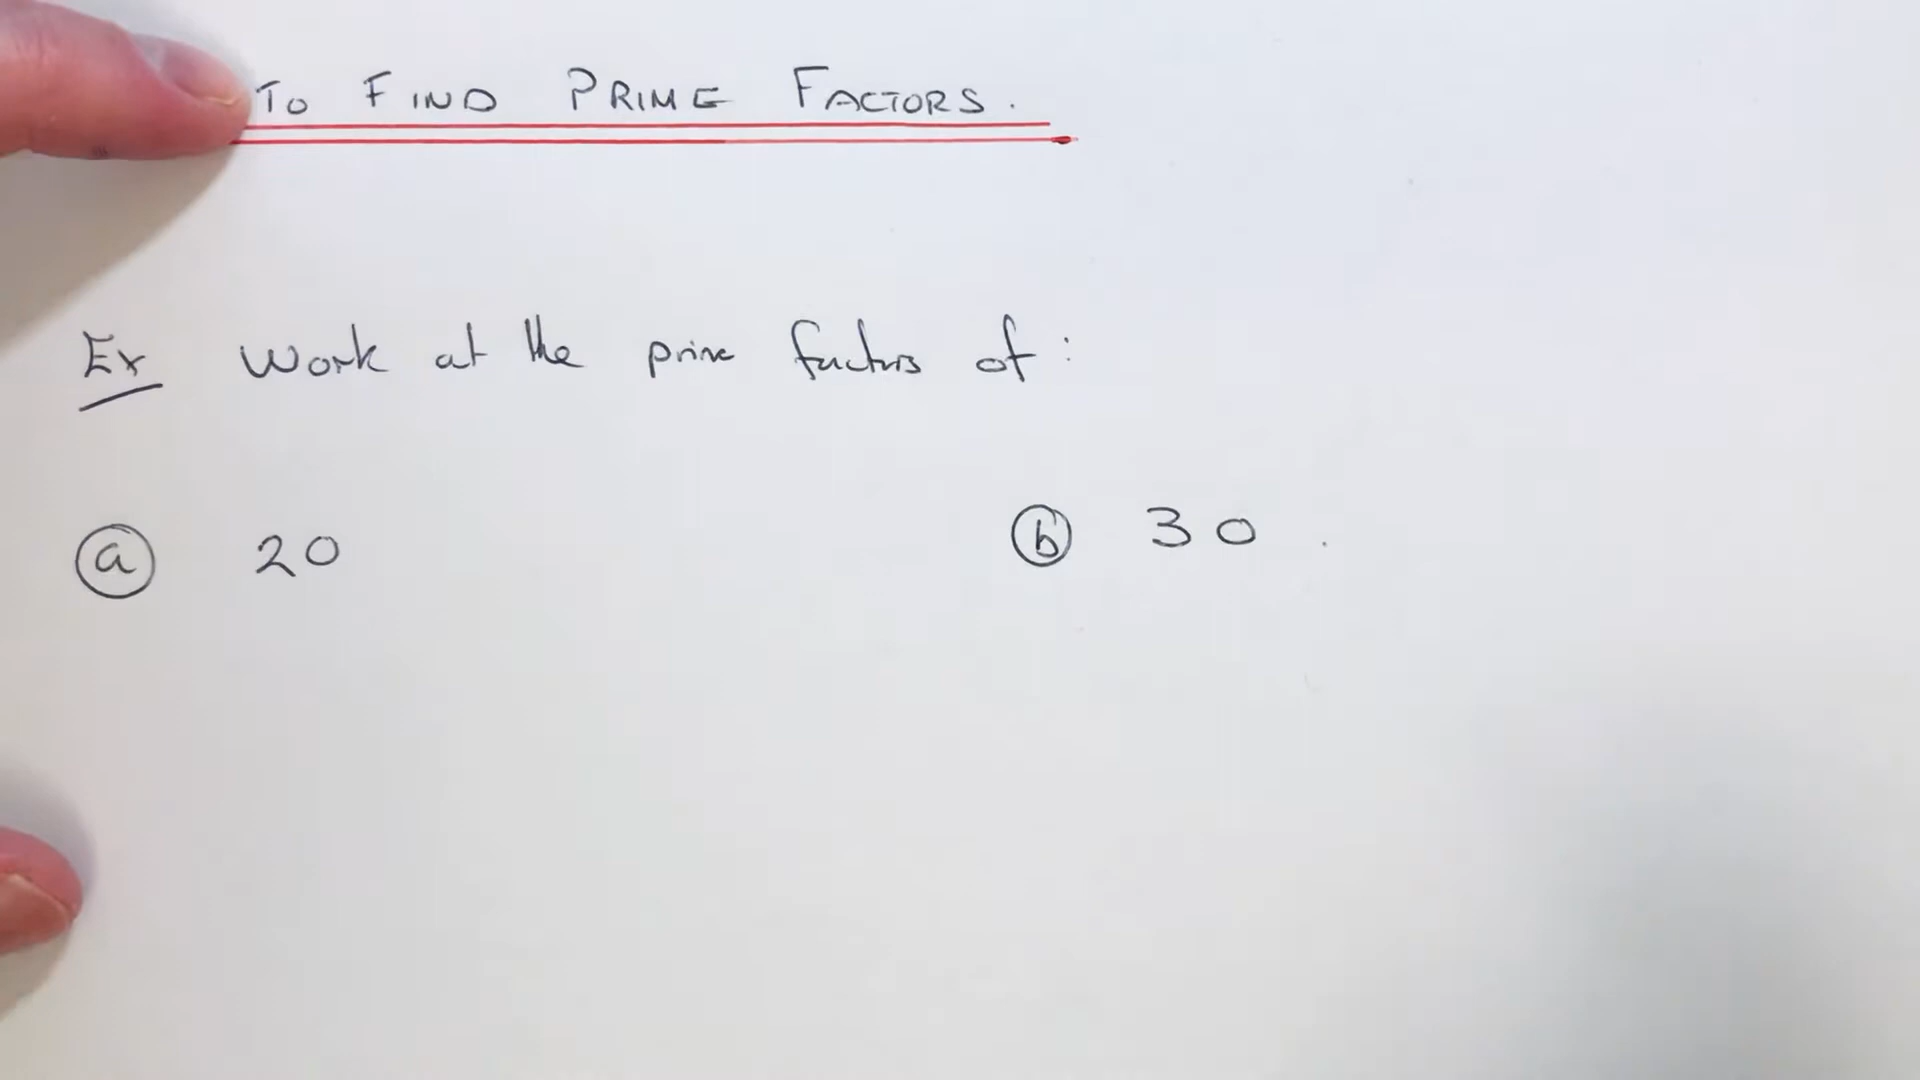 To FIND PRIME FACTORS.
Ex Work out the prime factors of:
(a) 20 (b) 30.